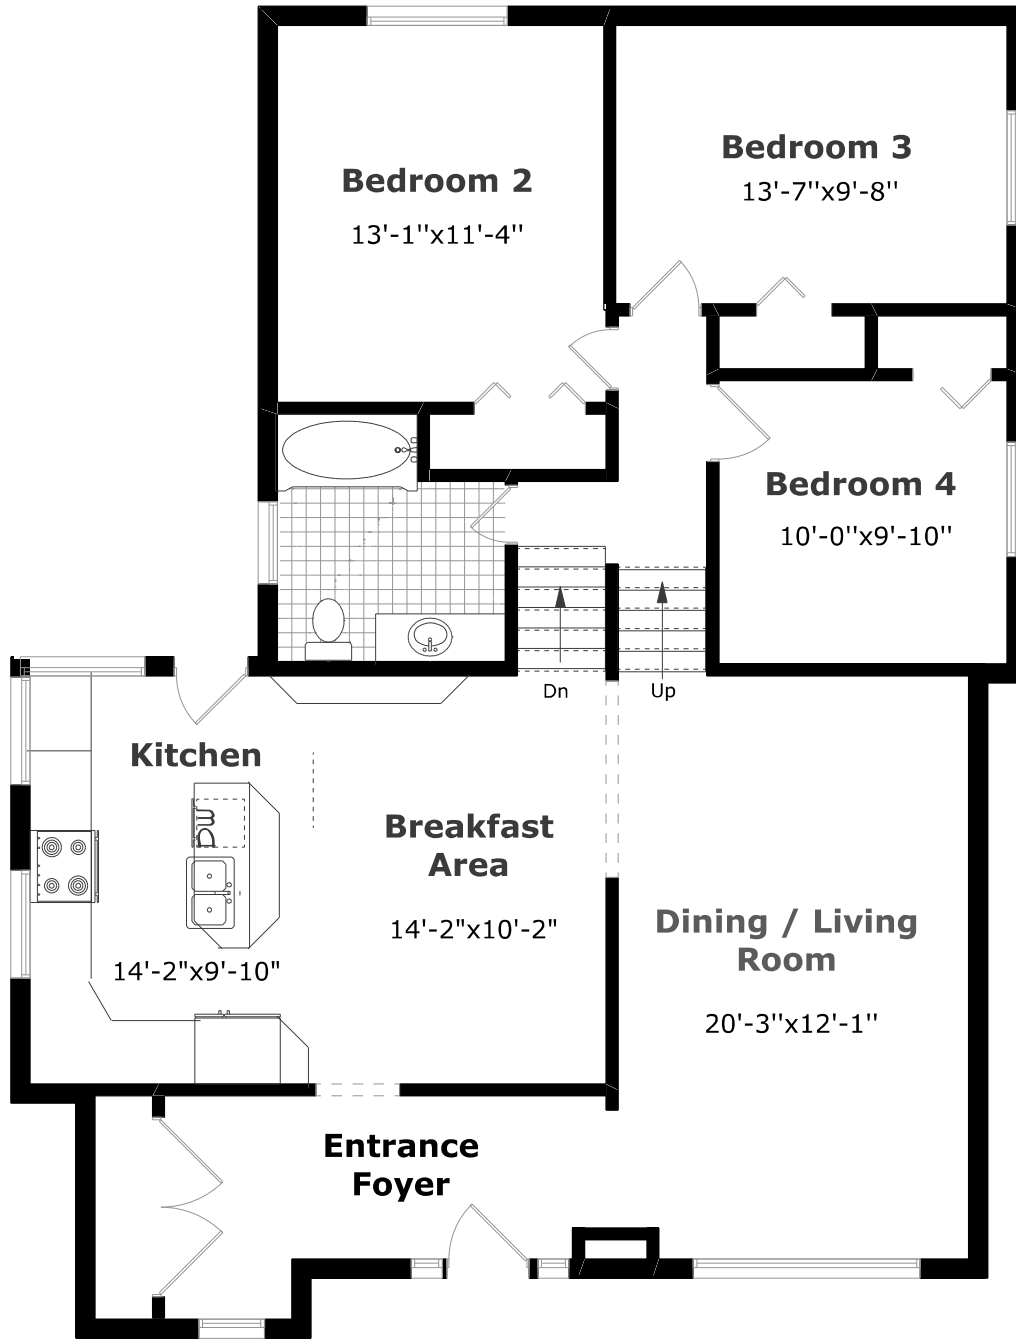 Bedroom 3
13'-7''x9'-8''
Bedroom 2
13'-1''x11'-4''
Bedroom 4
10'-0''x9'-10''
Dn
Up
Kitchen
14'-2"x9'-10"
Breakfast
Area
14'-2"x10'-2"
Dining / Living
Room
20'-3''x12'-1''
Entrance
Foyer